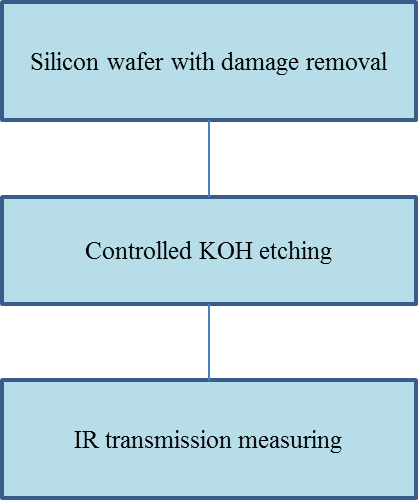 Silicon wafer with damage removal
Controlled KOH etching
IR transmission measuring